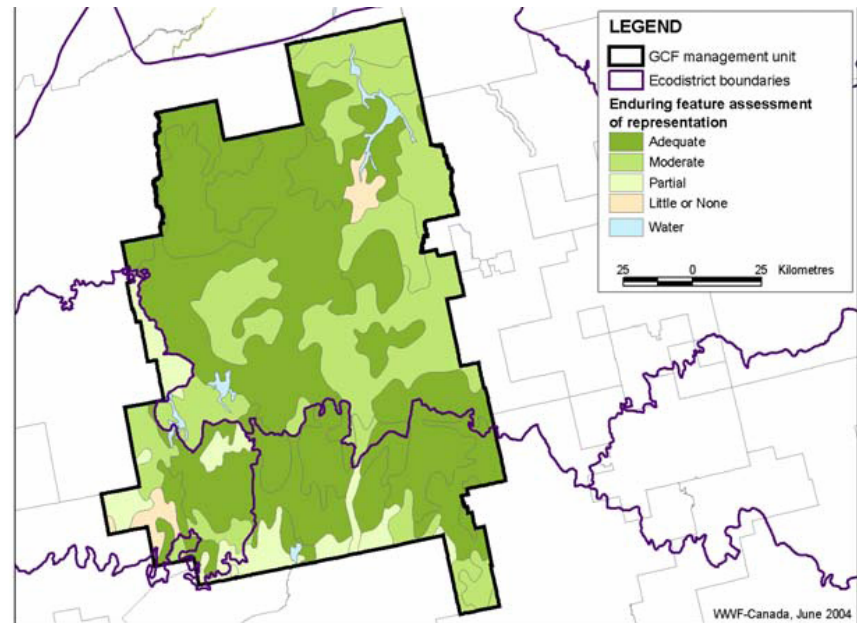 LEGEND
GCF management unit
Ecodistrict boundaries
Enduring feature assessment
of representation
Adequate
Moderate
Partial
Little or None
Water
25 0 25 Kilometres
WWF-Canada, June 2004